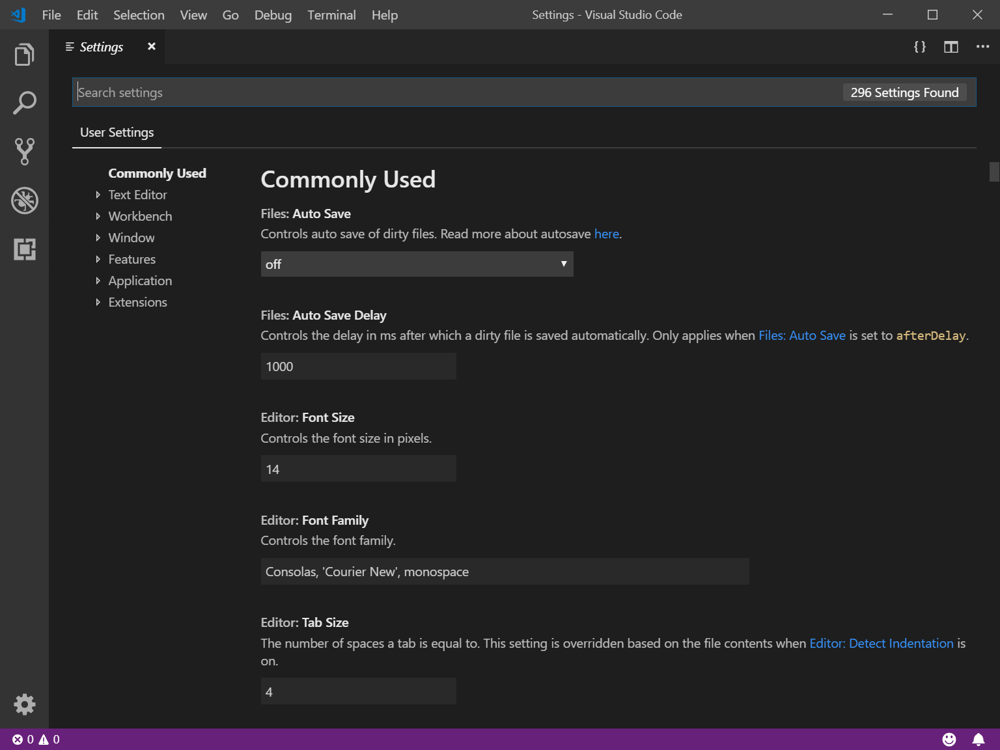 File Edit Selection View Go Debug Terminal Help Settings - Visual Studio Code
Settings
Search settings 296 Settings Found
User Settings
Commonly Used
Text Editor
Workbench
Window
Features
Application
Extensions
Commonly Used
Files: Auto Save
Controls auto save of dirty files. Read more about autosave here.
off
Files: Auto Save Delay
Controls the delay in ms after which a dirty file is saved automatically. Only applies when Files: Auto Save is set to afterDelay.
1000
Editor: Font Size
Controls the font size in pixels.
14
Editor: Font Family
Controls the font family.
Consolas, 'Courier New', monospace
Editor: Tab Size
The number of spaces a tab is equal to. This setting is overridden based on the file contents when Editor: Detect Indentation is
on.
4
0 0